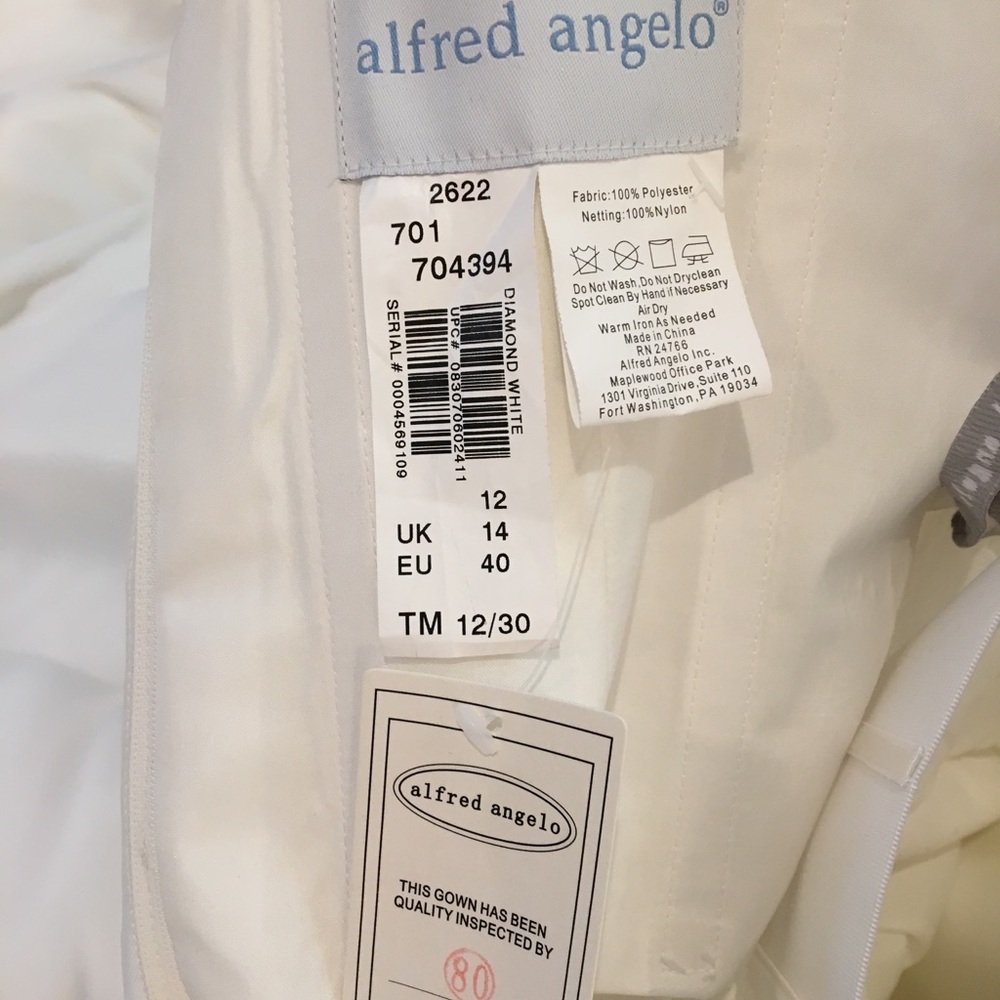 alfred angelo®
2622
701
704394
DIAMOND WHITE
UPC# 083070602411
SERIAL# 0004569109
12
UK 14
EU 40
TM 12/30
Fabric:100% Polyester
Netting:100%Nylon
Do Not Wash,Do Not Dryclean
Spot Clean By Hand if Necessary
Air Dry
Warm Iron As Needed
Made in China
RN 24766
Alfred Angelo Inc.
Maplewood Office Park
1301 Virginia Drive, Suite 110
Fort Washington, PA 19034
alfred angelo
THIS GOWN HAS BEEN
QUALITY INSPECTED BY
80